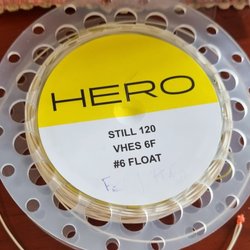 HERO
STILL 120
VHES 6F
#6 FLOAT